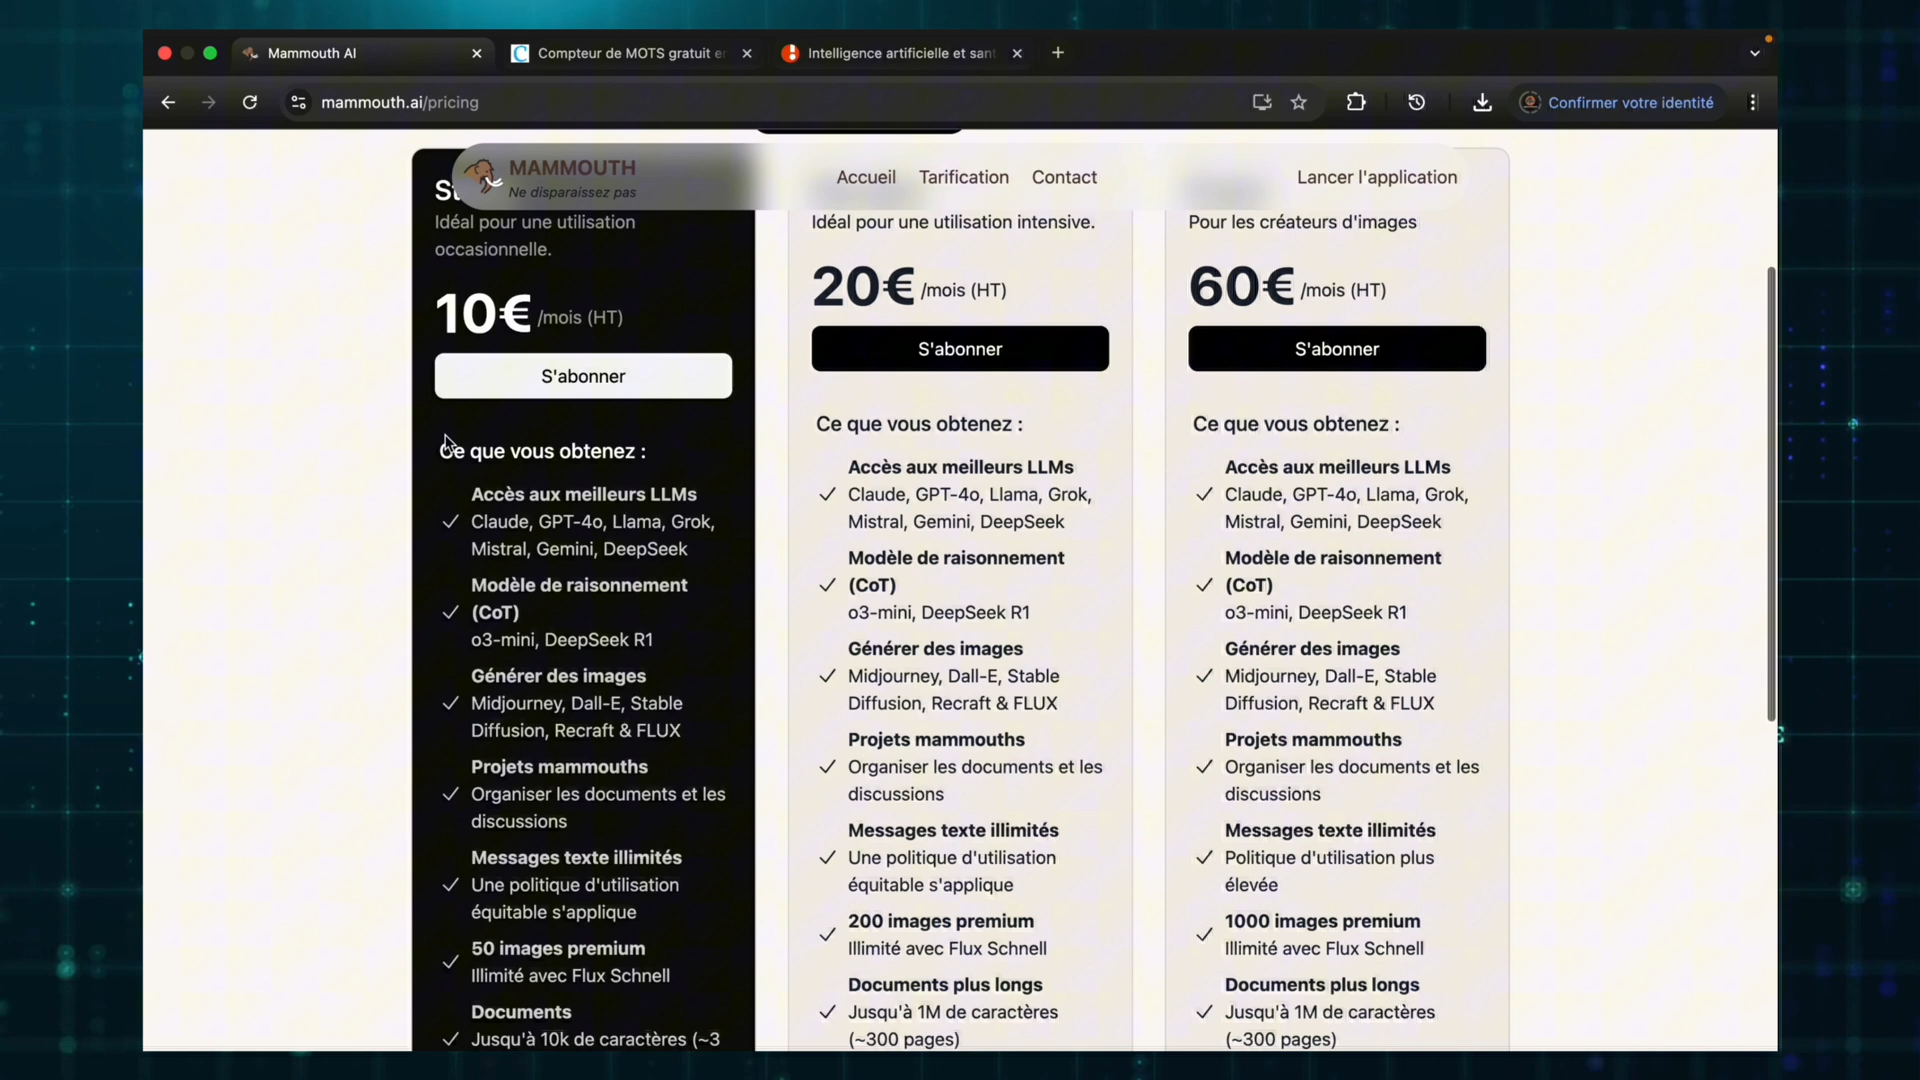 Mammouth AI
Compteur de MOTS gratuit e
Intelligence artificielle et san
mammouth.ai/pricing
Confirmer votre identité
MAMMOUTH
Ne disparaissez pas
Accueil
Tarification
Contact
Lancer l'application
Idéal pour une utilisation
occasionnelle.
10€ /mois (HT)
S'abonner
Ce que vous obtenez :
Accès aux meilleurs LLMs
Claude, GPT-4o, Llama, Grok,
Mistral, Gemini, DeepSeek
Modèle de raisonnement
(CoT)
o3-mini, DeepSeek R1
Générer des images
Midjourney, Dall-E, Stable
Diffusion, Recraft & FLUX
Projets mammouths
Organiser les documents et les
discussions
Messages texte illimités
Une politique d'utilisation
équitable s'applique
50 images premium
Illimité avec Flux Schnell
Documents
Jusqu'à 10k de caractères (~3
Idéal pour une utilisation intensive.
20€ /mois (HT)
S'abonner
Ce que vous obtenez :
Accès aux meilleurs LLMs
Claude, GPT-4o, Llama, Grok,
Mistral, Gemini, DeepSeek
Modèle de raisonnement
(CoT)
o3-mini, DeepSeek R1
Générer des images
Midjourney, Dall-E, Stable
Diffusion, Recraft & FLUX
Projets mammouths
Organiser les documents et les
discussions
Messages texte illimités
Une politique d'utilisation
équitable s'applique
200 images premium
Illimité avec Flux Schnell
Documents plus longs
Jusqu'à 1M de caractères
(~300 pages)
Pour les créateurs d'images
60€ /mois (HT)
S'abonner
Ce que vous obtenez :
Accès aux meilleurs LLMs
Claude, GPT-4o, Llama, Grok,
Mistral, Gemini, DeepSeek
Modèle de raisonnement
(CoT)
o3-mini, DeepSeek R1
Générer des images
Midjourney, Dall-E, Stable
Diffusion, Recraft & FLUX
Projets mammouths
Organiser les documents et les
discussions
Messages texte illimités
Politique d'utilisation plus
élevée
1000 images premium
Illimité avec Flux Schnell
Documents plus longs
Jusqu'à 1M de caractères
(~300 pages)